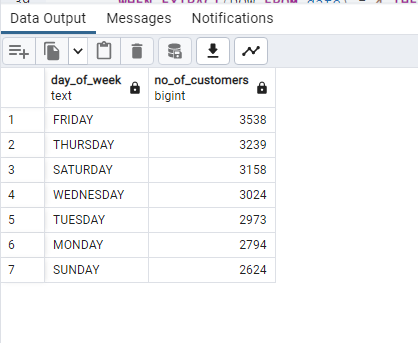 Data Output Messages Notifications
day_of_week no_of_customers
text bigint
1 FRIDAY 3538
2 THURSDAY 3239
3 SATURDAY 3158
4 WEDNESDAY 3024
5 TUESDAY 2973
6 MONDAY 2794
7 SUNDAY 2624